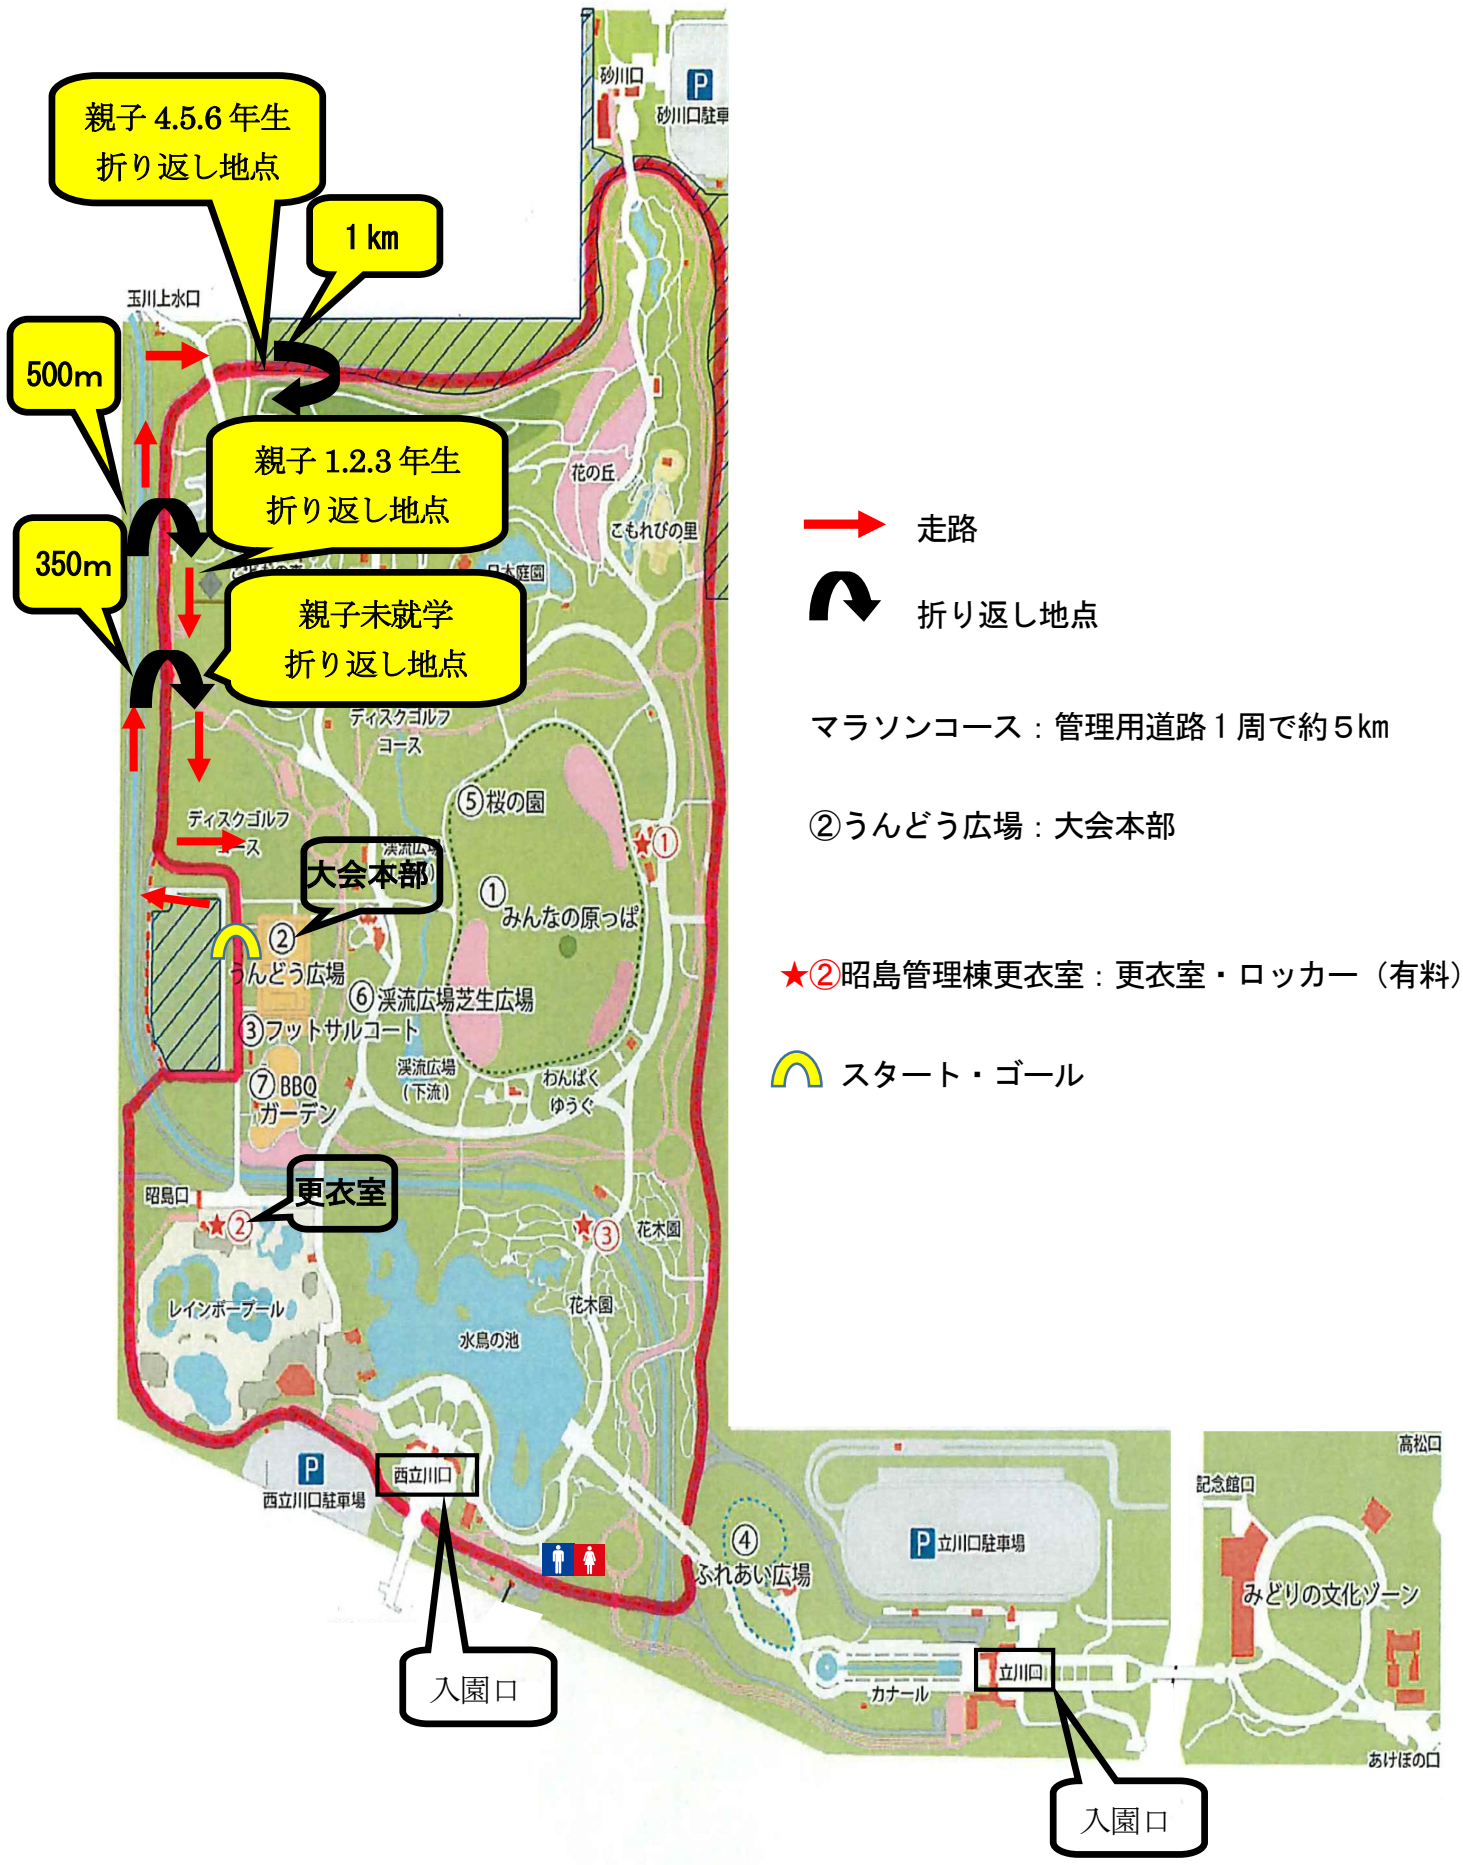 砂川口
P
砂川口駐車
親子 4.5.6 年生
折り返し地点
1㎞
玉川上水口
500m
親子 1.2.3 年生
折り返し地点
花の丘
こもれびの里
350m
日本庭園
親子未就学
折り返し地点
ディスクゴルフ
コース
⑤桜の園
ディスクゴルフ
コース
渓流広場
大会本部
★①
①
みんなの原っぱ
②
うんどう広場
⑥渓流広場芝生広場
③フットサルコート
渓流広場
(下流)
わんぱく
ゆうぐ
⑦BBQ
ガーデン
昭島口
更衣室
★②
★③
花木園
花木園
レインボープール
水鳥の池
P
西立川口駐車場
西立川口
④
ふれあい広場
P立川口駐車場
高松口
記念館口
みどりの文化ゾーン
立川口
カナール
あけぼの口
入園口
入園口
走路
折り返し地点
マラソンコース：管理用道路１周で約５㎞
②うんどう広場：大会本部
★②昭島管理棟更衣室：更衣室・ロッカー（有料）
スタート・ゴール